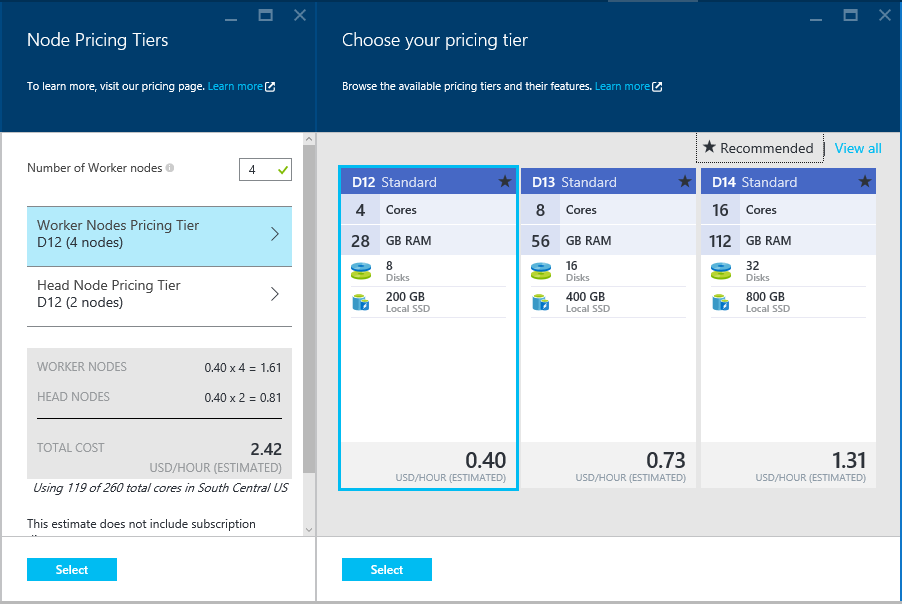 Node Pricing Tiers
To learn more, visit our pricing page. Learn more
Number of Worker nodes
4
Worker Nodes Pricing Tier
D12 (4 nodes)
Head Node Pricing Tier
D12 (2 nodes)
WORKER NODES 0.40 x 4 = 1.61
HEAD NODES 0.40 x 2 = 0.81
TOTAL COST 2.42
USD/HOUR (ESTIMATED)
Using 119 of 260 total cores in South Central US
This estimate does not include subscription
Select
Choose your pricing tier
Browse the available pricing tiers and their features. Learn more
Recommended View all
D12 Standard
4 Cores
28 GB RAM
8
Disks
200 GB
Local SSD
0.40
USD/HOUR (ESTIMATED)
D13 Standard
8 Cores
56 GB RAM
16
Disks
400 GB
Local SSD
0.73
USD/HOUR (ESTIMATED)
D14 Standard
16 Cores
112 GB RAM
32
Disks
800 GB
Local SSD
1.31
USD/HOUR (ESTIMATED)
Select